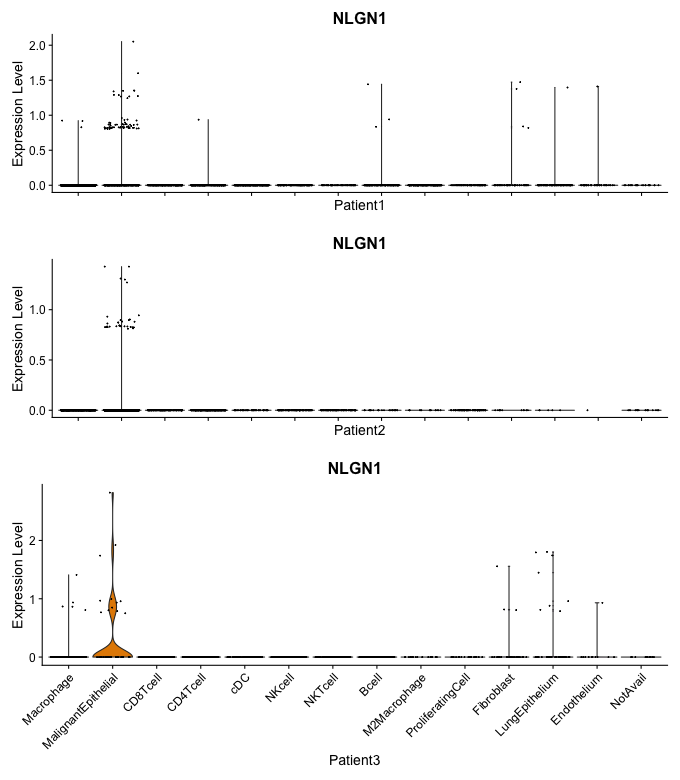 NLGN1
Expression Level
2.0
1.5
1.0
0.5
0.0
Patient1
NLGN1
Expression Level
1.0
0.5
0.0
Patient2
NLGN1
Expression Level
2
1
0
Macrophage
MalignantEpithelial
CD8Tcell
CD4Tcell
cDC
NKcell
NKTcell
Bcell
M2Macrophage
ProliferatingCell
Fibroblast
LungEpithelium
Endothelium
NotAvail
Patient3